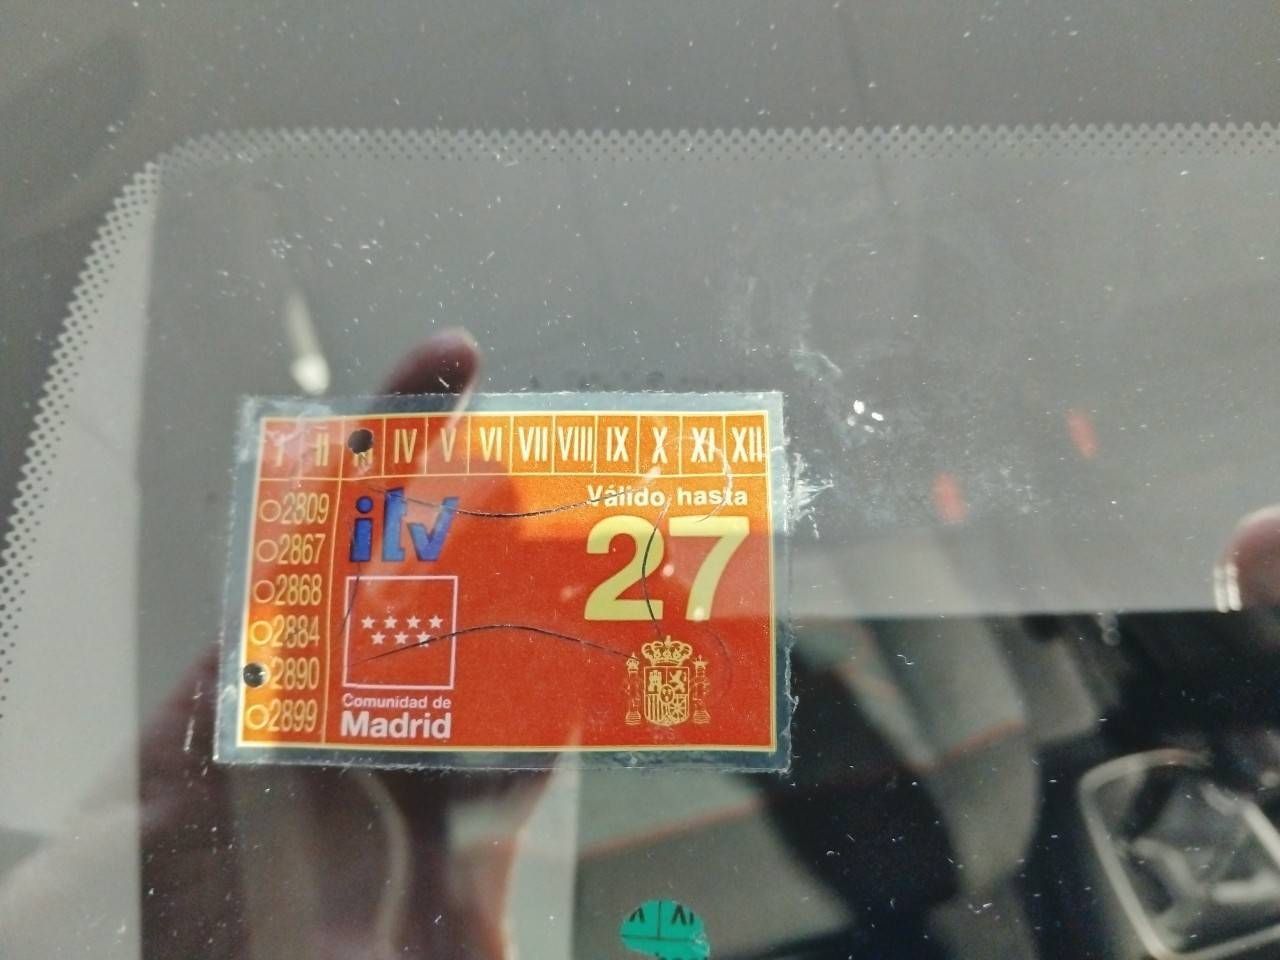 I II III IV V VI VII VIII IX X XI XII
2809
2867
2868
2884
2890
2899
itv
Válido hasta
27
Comunidad de
Madrid